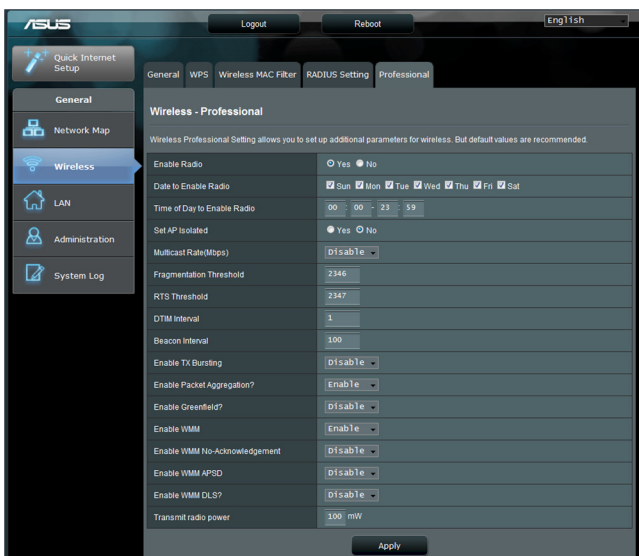 ASUS
Logout
Reboot
English
Quick Internet
Setup
General
Network Map
Wireless
LAN
Administration
System Log
General WPS Wireless MAC Filter RADIUS Setting Professional
Wireless - Professional
Wireless Professional Setting allows you to set up additional parameters for wireless. But default values are recommended.
Enable Radio Yes No
Date to Enable Radio Sun Mon Tue Wed Thu Fri Sat
Time of Day to Enable Radio 00 : 00 - 23 : 59
Set AP Isolated Yes No
Multicast Rate(Mbps) Disable
Fragmentation Threshold 2346
RTS Threshold 2347
DTIM Interval 1
Beacon Interval 100
Enable TX Bursting Disable
Enable Packet Aggregation? Enable
Enable Greenfield? Disable
Enable WMM Enable
Enable WMM No-Acknowledgement Disable
Enable WMM APSD Disable
Enable WMM DLS? Disable
Transmit radio power 100 mW
Apply